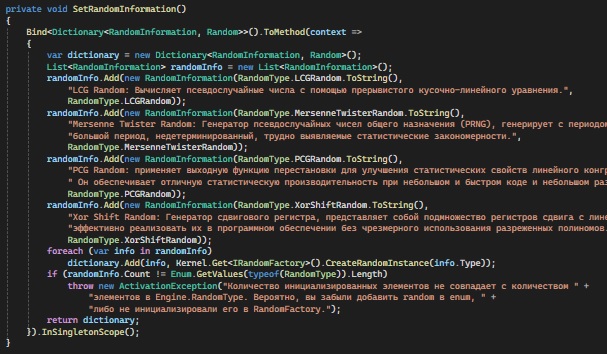 private void SetRandomInformation()
{
Bind<Dictionary<RandomInformation, Random>>().ToMethod(context =>
{
var dictionary = new Dictionary<RandomInformation, Random>();
List<RandomInformation> randomInfo = new List<RandomInformation>();
randomInfo.Add(new RandomInformation(RandomType.LCGRandom.ToString(),
"LCG Random: Вычисляет псевдослучайные числа с помощью прерывистого кусочно-линейного уравнения.",
RandomType.LCGRandom));
randomInfo.Add(new RandomInformation(RandomType.MersenneTwisterRandom.ToString(),
"Mersenne Twister Random: Генератор псевдослучайных чисел общего назначения (PRNG), генерирует с периодом
"большой период, недетерминированный, трудно выявляемые статистические закономерности.",
RandomType.MersenneTwisterRandom));
randomInfo.Add(new RandomInformation(RandomType.PCGRandom.ToString(),
"PCG Random: применяет выходную функцию перестановки для улучшения статистических свойств линейного конгр
" Он обеспечивает отличную статистическую производительность при небольшом и быстром коде и небольшом раз
RandomType.PCGRandom));
randomInfo.Add(new RandomInformation(RandomType.XorShiftRandom.ToString(),
"Xor Shift Random: Генератор сдвигового регистра, представляет собой подмножество регистров сдвига с лине
"эффективно реализовать их в программном обеспечении без чрезмерного использования разреженных полиномов.
RandomType.XorShiftRandom));
foreach (var info in randomInfo)
dictionary.Add(info, Kernel.Get<IRandomFactory>().CreateRandomInstance(info.Type));
if (randomInfo.Count != Enum.GetValues(typeof(RandomType)).Length)
throw new ActivationException("Количество инициализированных элементов не совпадает с количеством " +
"элементов в Engine.RandomType. Вероятно, вы забыли добавить random в enum, " +
"либо не инициализировали его в RandomFactory.");
return dictionary;
}).InSingletonScope();
}